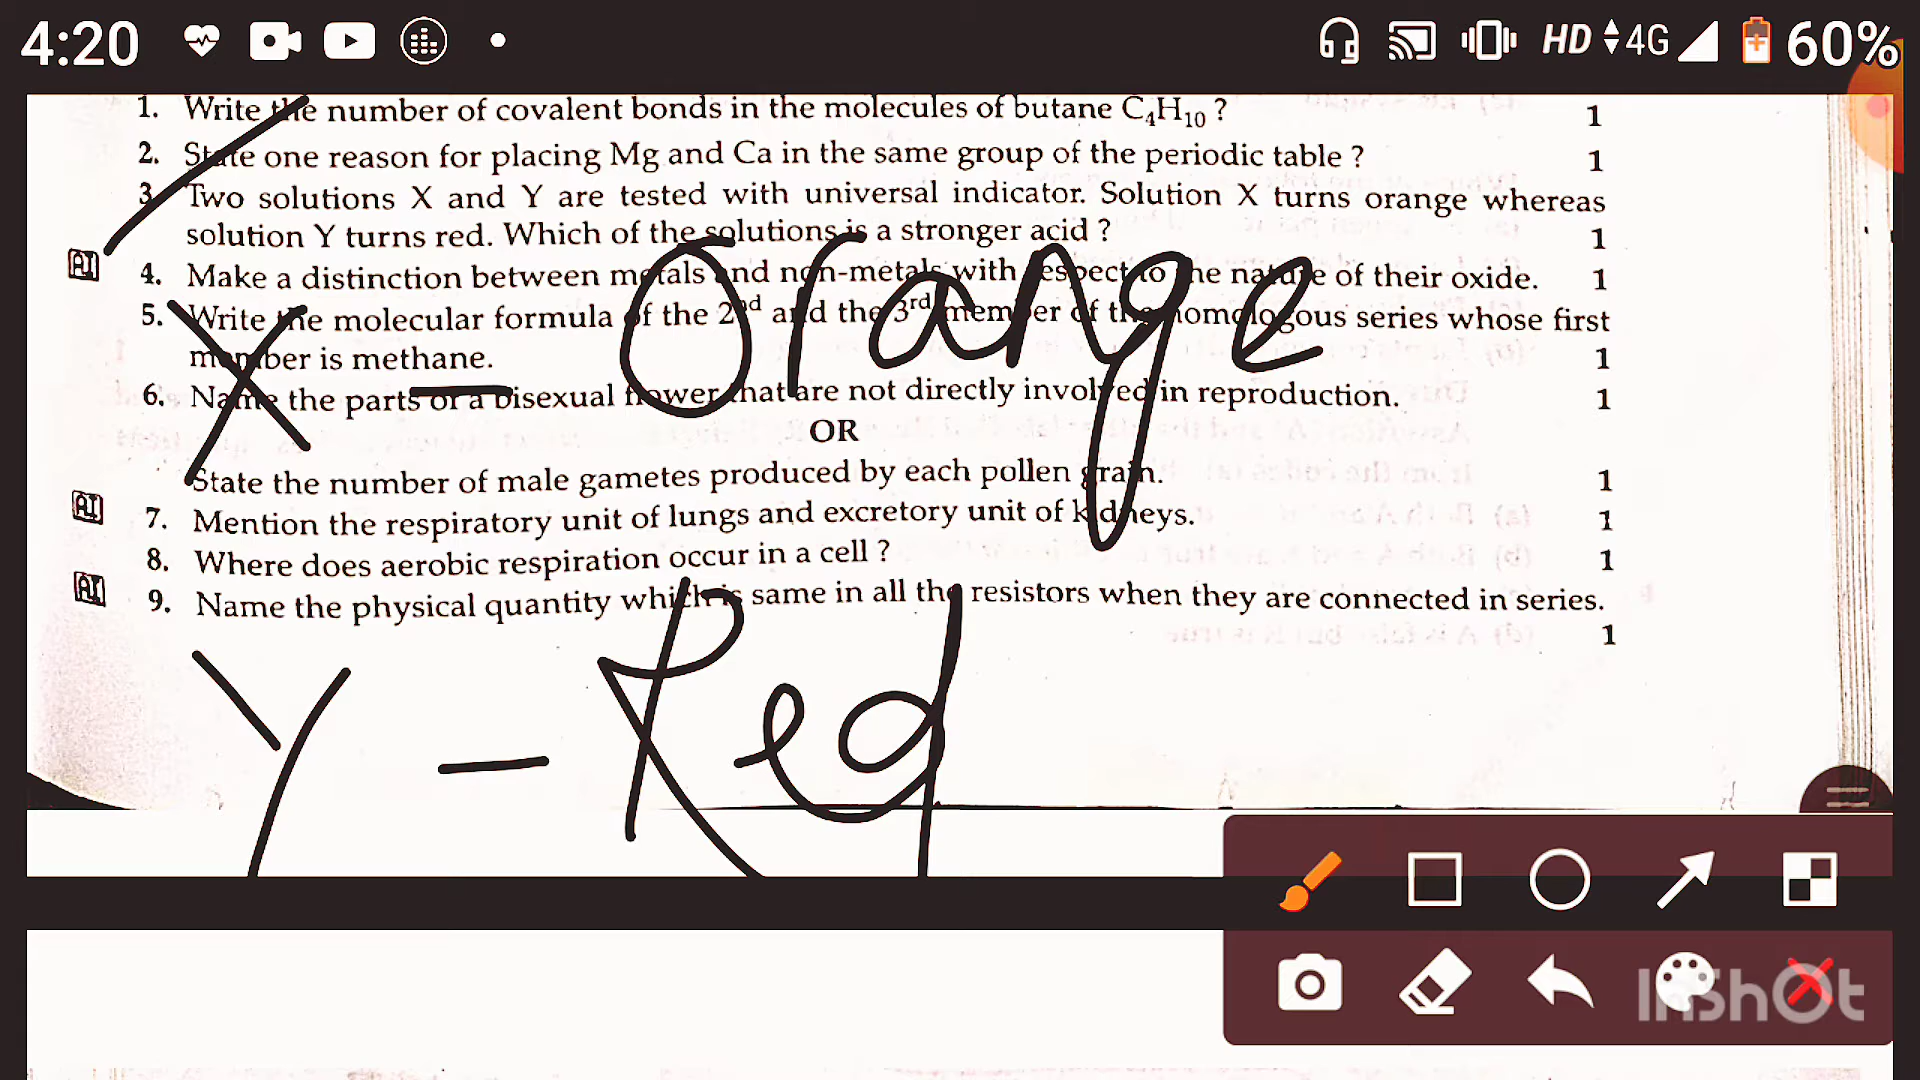 4:20 HD 4G 60%
1. Write the number of covalent bonds in the molecules of butane C₄H₁₀ ? 1
2. State one reason for placing Mg and Ca in the same group of the periodic table ? 1
3. Two solutions X and Y are tested with universal indicator. Solution X turns orange whereas
solution Y turns red. Which of the solutions is a stronger acid ? 1
AI 4. Make a distinction between metals and non-metals with respect to the nature of their oxide. 1
5. Write the molecular formula of the 2nd and the 3rd member of the homologous series whose first
member is methane. 1
X - Orange
6. Name the parts of a bisexual flower that are not directly involved in reproduction. 1
OR
State the number of male gametes produced by each pollen grain. 1
AI 7. Mention the respiratory unit of lungs and excretory unit of kidneys. 1
8. Where does aerobic respiration occur in a cell ? 1
AI 9. Name the physical quantity which is same in all the resistors when they are connected in series.
1
Y - Red
InShOt